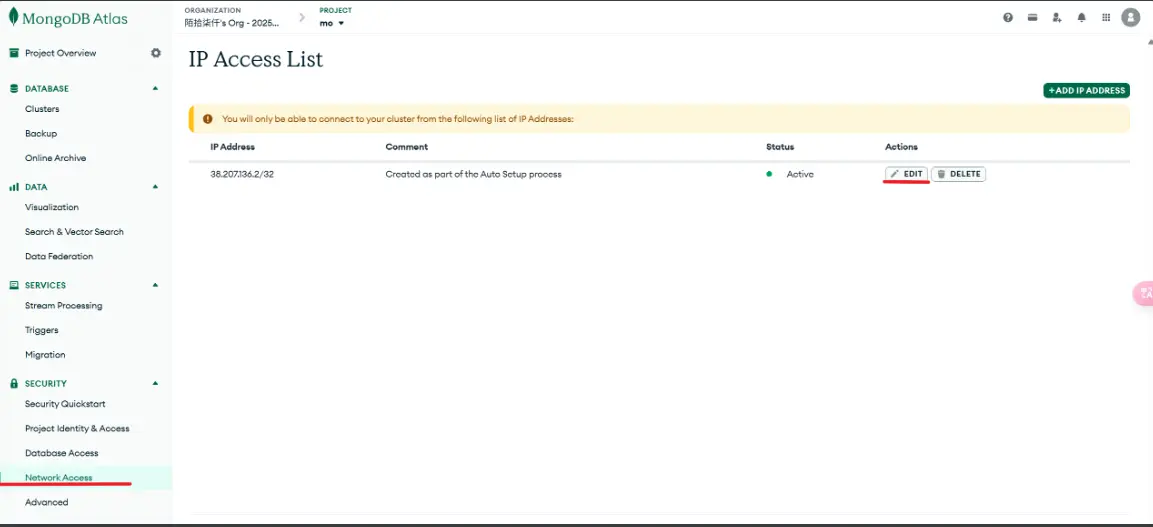 MongoDB Atlas
ORGANIZATION
陌拾柒仟's Org - 2025...
PROJECT
mo
Project Overview
DATABASE
Clusters
Backup
Online Archive
DATA
Visualization
Search & Vector Search
Data Federation
SERVICES
Stream Processing
Triggers
Migration
SECURITY
Security Quickstart
Project Identity & Access
Database Access
Network Access
Advanced
IP Access List
+ADD IP ADDRESS
You will only be able to connect to your cluster from the following list of IP Addresses:
IP Address Comment Status Actions
38.207.136.2/32 Created as part of the Auto Setup process Active EDIT DELETE